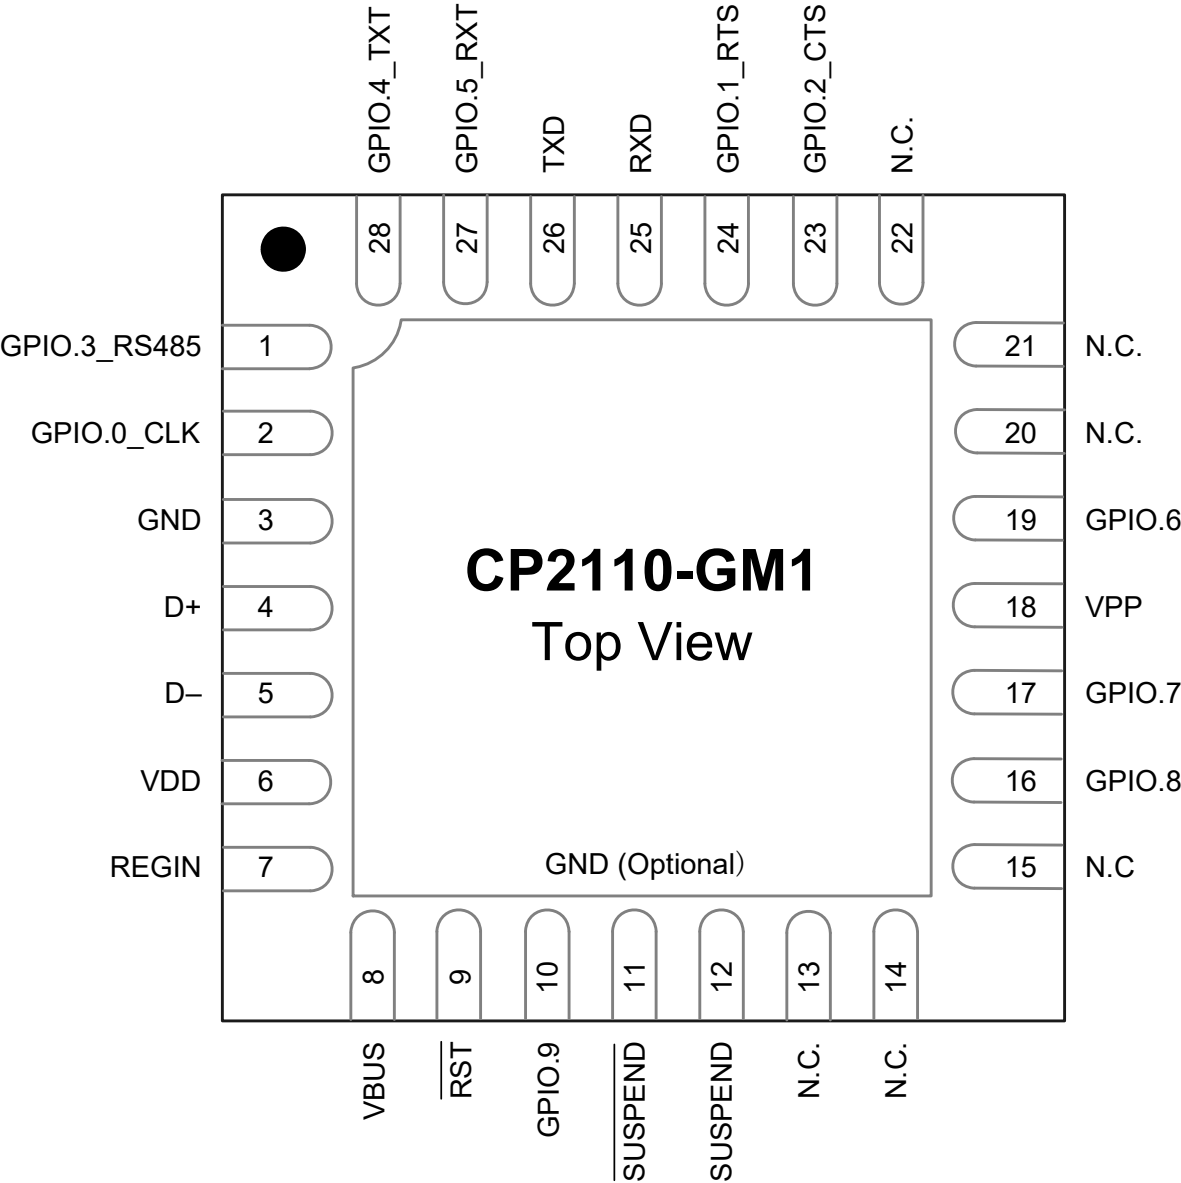 GPIO.4_TXT
GPIO.5_RXT
TXD
RXD
GPIO.1_RTS
GPIO.2_CTS
N.C.
28
27
26
25
24
23
22
GPIO.3_RS485 1
GPIO.0_CLK 2
GND 3
D+ 4
D– 5
VDD 6
REGIN 7
21 N.C.
20 N.C.
19 GPIO.6
18 VPP
17 GPIO.7
16 GPIO.8
15 N.C
CP2110-GM1
Top View
GND (Optional)
8
9
10
11
12
13
14
VBUS
R̅S̅T̅
GPIO.9
S̅U̅S̅P̅E̅N̅D̅
SUSPEND
N.C.
N.C.